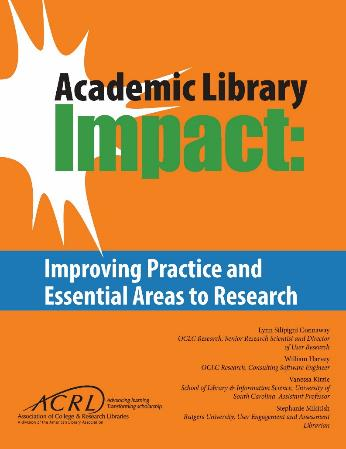 Academic Library
Impact:
Improving Practice and
Essential Areas to Research
Lynn Silipigni Connaway
OCLC Research, Senior Research Scientist and Director
of User Research
William Harvey
OCLC Research, Consulting Software Engineer
Vanessa Kitzie
School of Library & Information Science, University of
South Carolina, Assistant Professor
Stephanie Mikitish
Rutgers University, User Engagement and Assessment
Librarian
ACRL
Advancing learning
Transforming scholarship
Association of College & Research Libraries
A division of the American Library Association